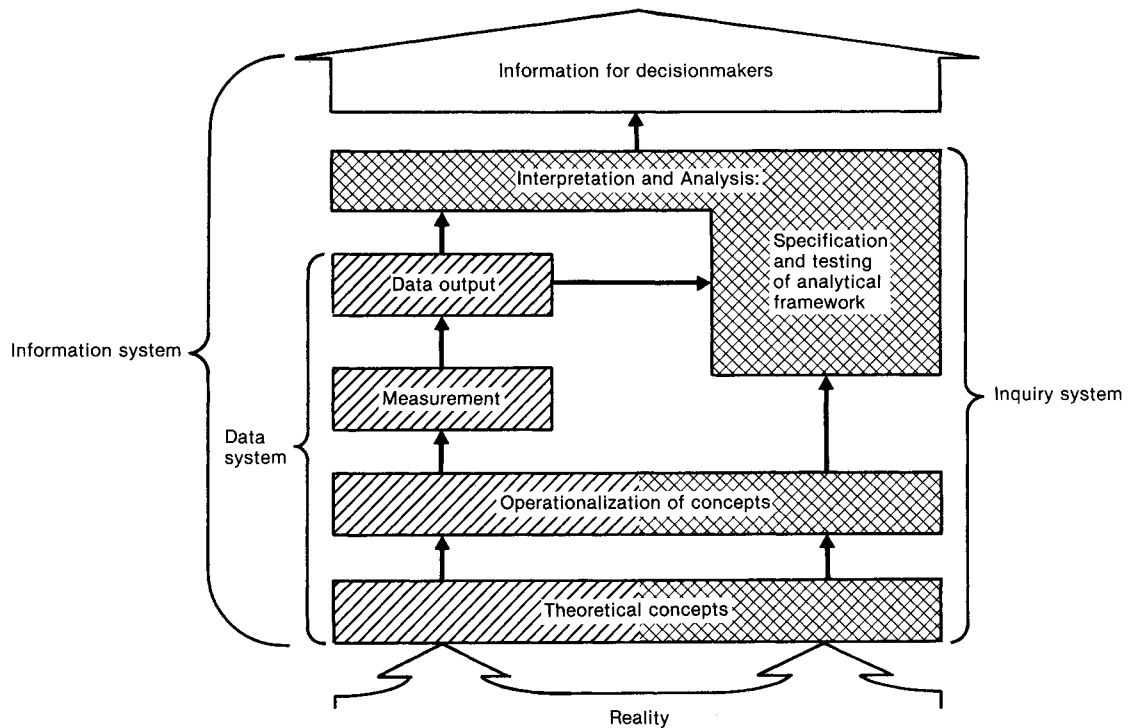 Information for decisionmakers
Interpretation and Analysis:
Specification
and testing
of analytical
framework
Data output
Information system
Measurement
Inquiry system
Data
system
Operationalization of concepts
Theoretical concepts
Reality